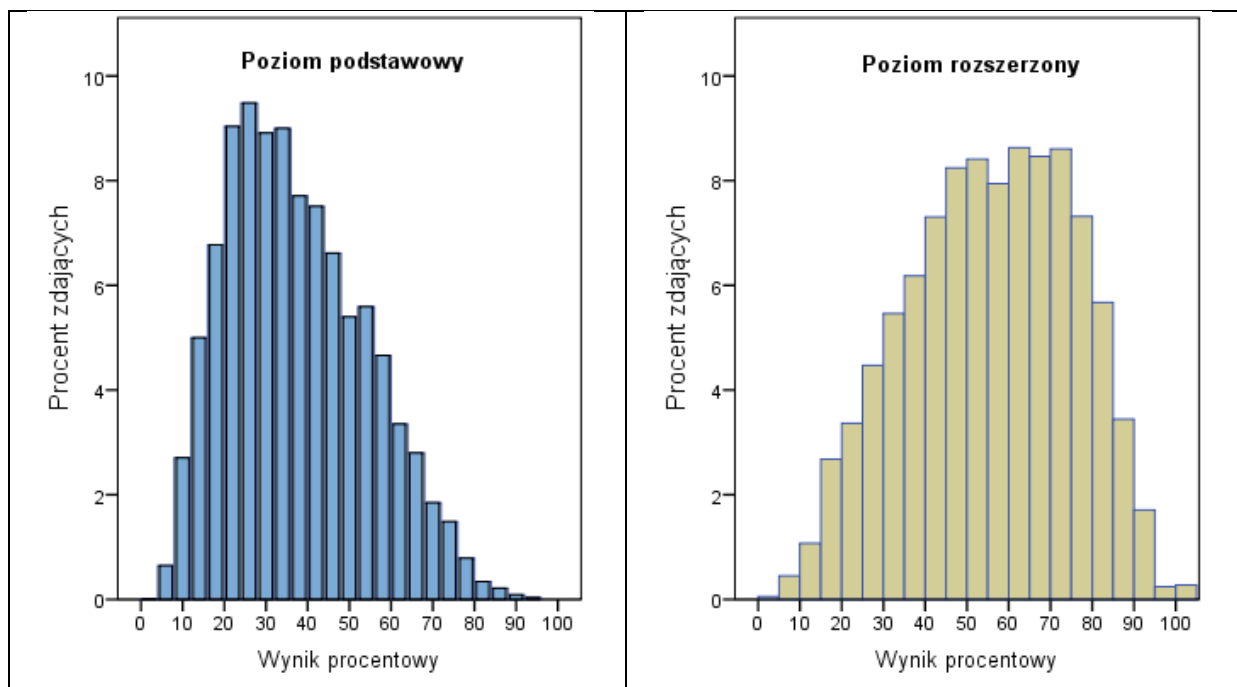 Poziom podstawowy
Procent zdających
10
8
6
4
2
0
0 10 20 30 40 50 60 70 80 90 100
Wynik procentowy
Poziom rozszerzony
Procent zdających
10
8
6
4
2
0
0 10 20 30 40 50 60 70 80 90 100
Wynik procentowy